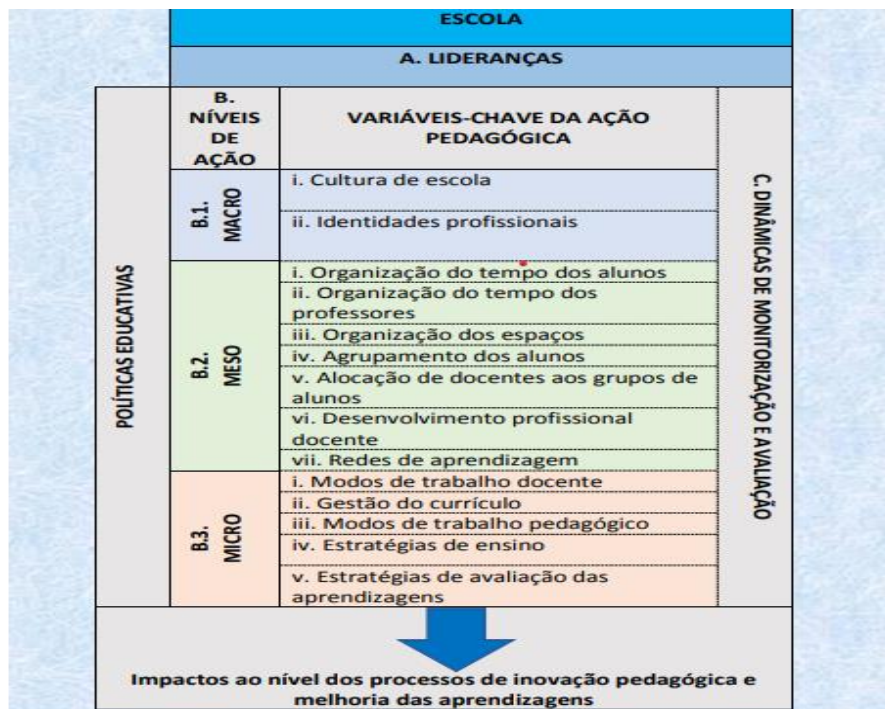 ESCOLA
A. LIDERANÇAS
POLÍTICAS EDUCATIVAS
B.
NÍVEIS
DE
AÇÃO
VARIÁVEIS-CHAVE DA AÇÃO
PEDAGÓGICA
C. DINÂMICAS DE MONITORIZAÇÃO E AVALIAÇÃO
B.1.
MACRO
i. Cultura de escola
ii. Identidades profissionais
B.2.
MESO
i. Organização do tempo dos alunos
ii. Organização do tempo dos
professores
iii. Organização dos espaços
iv. Agrupamento dos alunos
v. Alocação de docentes aos grupos de
alunos
vi. Desenvolvimento profissional
docente
vii. Redes de aprendizagem
B.3.
MICRO
i. Modos de trabalho docente
ii. Gestão do currículo
iii. Modos de trabalho pedagógico
iv. Estratégias de ensino
v. Estratégias de avaliação das
aprendizagens
Impactos ao nível dos processos de inovação pedagógica e
melhoria das aprendizagens